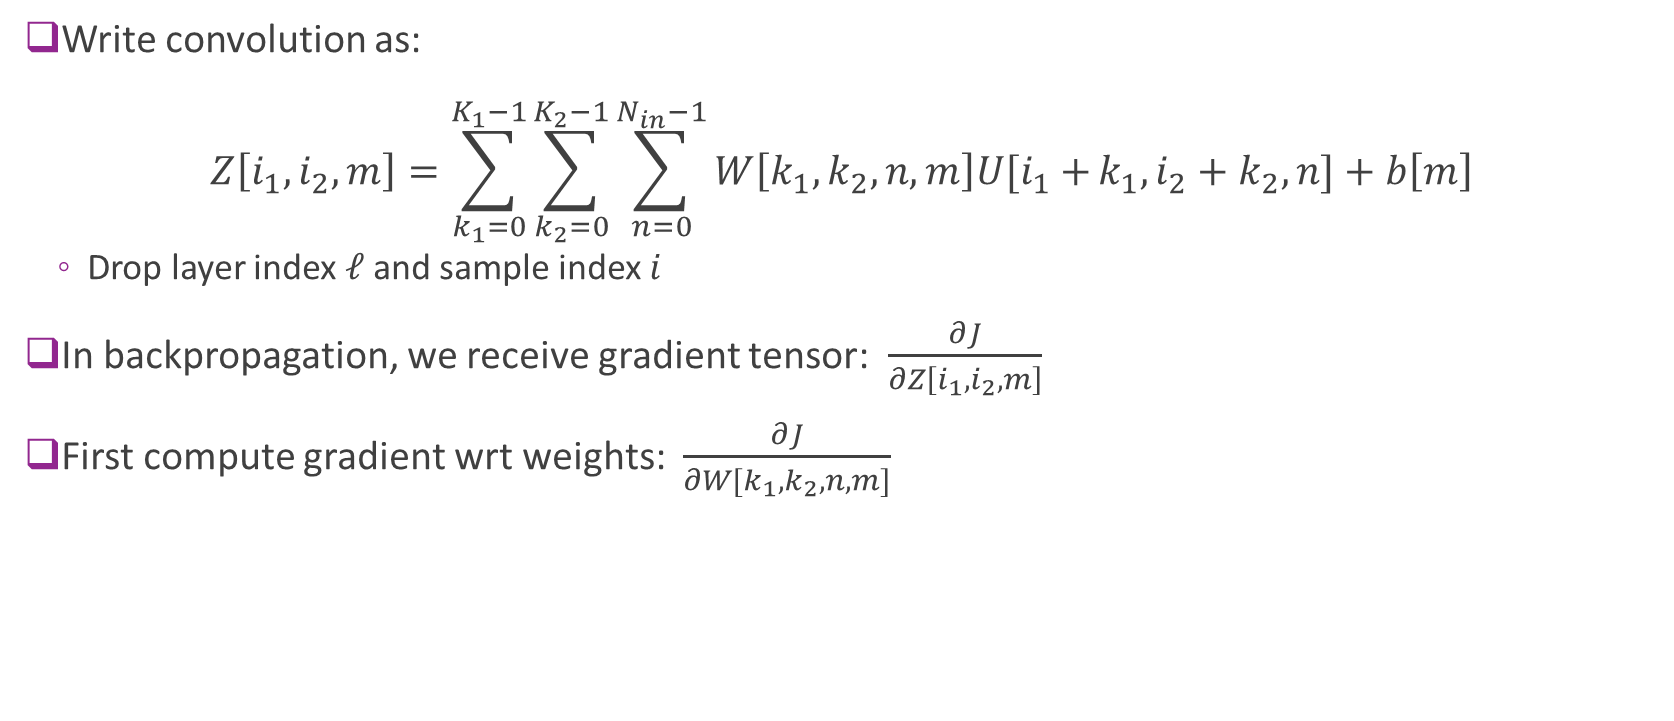 ❑Write convolution as:
Z[i₁, i₂, m] = ∑_{k₁=0}^{K₁−1} ∑_{k₂=0}^{K₂−1} ∑_{n=0}^{N_{in}−1} W[k₁, k₂, n, m]U[i₁ + k₁, i₂ + k₂, n] + b[m]
◦ Drop layer index ℓ and sample index i
❑In backpropagation, we receive gradient tensor: ∂J/∂Z[i₁,i₂,m]
❑First compute gradient wrt weights: ∂J/∂W[k₁,k₂,n,m]